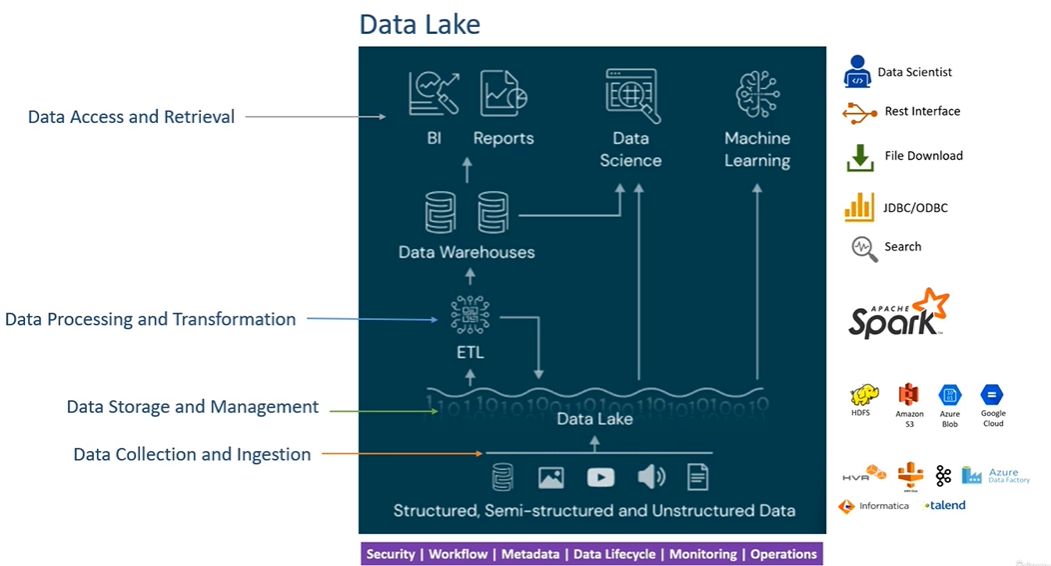 Data Lake
Data Access and Retrieval
BI
Reports
Data
Science
Machine
Learning
Data Warehouses
Data Processing and Transformation
ETL
Data Storage and Management
Data Lake
Data Collection and Ingestion
Structured, Semi-structured and Unstructured Data
Security | Workflow | Metadata | Data Lifecycle | Monitoring | Operations
Data Scientist
Rest Interface
File Download
JDBC/ODBC
Search
APACHE
Spark
HDFS
Amazon
S3
Azure
Blob
Google
Cloud
HVR
Azure
Data Factory
Informatica
talend